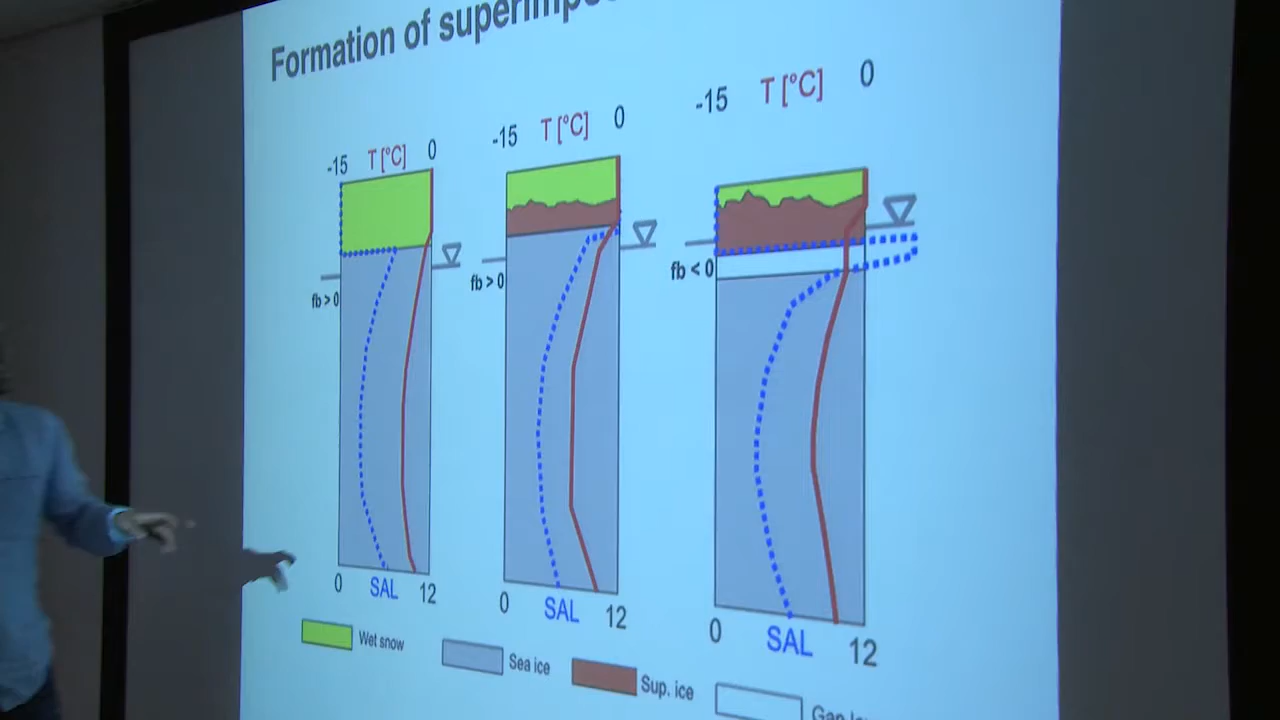 Formation of
-15 T [°C] 0
-15 T [°C] 0
-15 T [°C] 0
fb > 0
fb > 0
fb < 0
0 SAL 12
0 SAL 12
0 SAL 12
Wet snow
Sea ice
Sup. ice